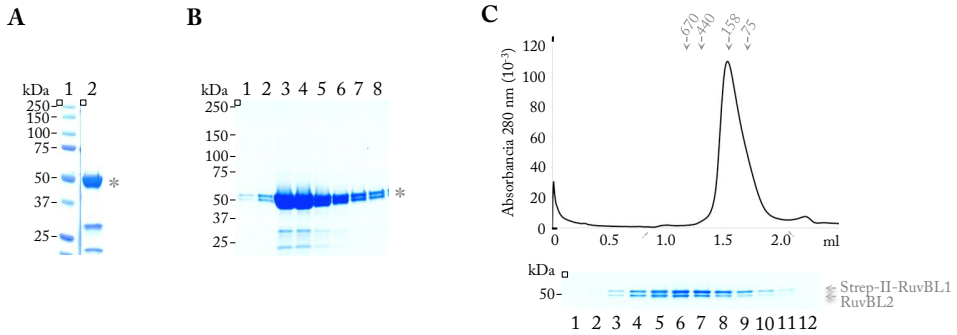 A
kDa 1 2
250-
150-
100-
75-
50-
37-
25-
*
B
kDa 1 2 3 4 5 6 7 8
250-
150-
100-
75-
50-
37-
25-
*
C
670
440
158
75
Absorbancia 280 nm (10⁻³)
120
100
80
60
40
20
0
0 0.5 1.0 1.5 2.0 ml
kDa
50-
Strep-II-RuvBL1
RuvBL2
1 2 3 4 5 6 7 8 9 10 11 12